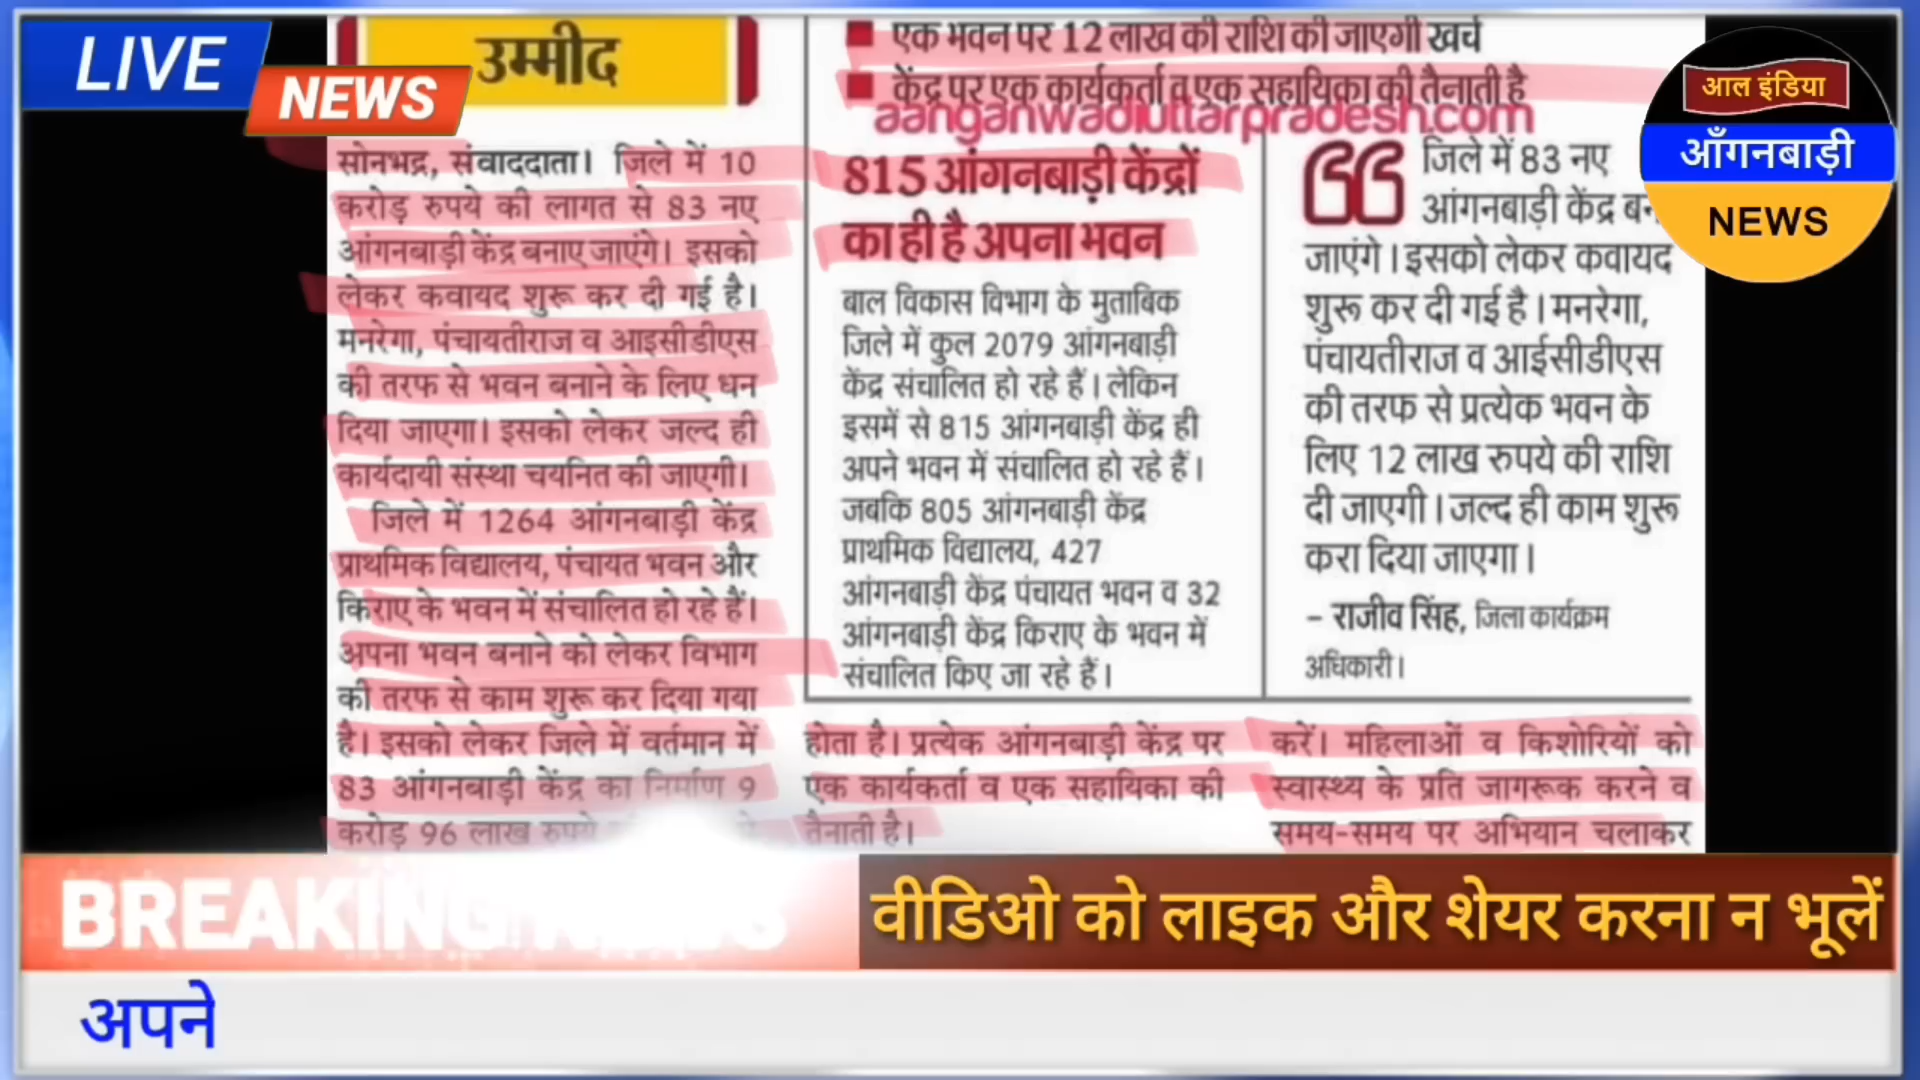 LIVE
NEWS
आल इंडिया
आँगनबाड़ी
NEWS
उम्मीद
एक भवन पर 12 लाख की राशि की जाएगी खर्च
केंद्र पर एक कार्यकर्ता व एक सहायिका की तैनाती है
aanganwadiuttarpradesh.com
सोनभद्र, संवाददाता। जिले में 10
करोड़ रुपये की लागत से 83 नए
आंगनबाड़ी केंद्र बनाए जाएंगे। इसको
लेकर कवायद शुरू कर दी गई है।
मनरेगा, पंचायतीराज व आइसीडीएस
की तरफ से भवन बनाने के लिए धन
दिया जाएगा। इसको लेकर जल्द ही
कार्यदायी संस्था चयनित की जाएगी।
जिले में 1264 आंगनबाड़ी केंद्र
प्राथमिक विद्यालय, पंचायत भवन और
किराए के भवन में संचालित हो रहे हैं।
अपना भवन बनाने को लेकर विभाग
की तरफ से काम शुरू कर दिया गया
है। इसको लेकर जिले में वर्तमान में
83 आंगनबाड़ी केंद्र का निर्माण 9
करोड़ 96 लाख रुपये
815 आंगनबाड़ी केंद्रों
का ही है अपना भवन
बाल विकास विभाग के मुताबिक
जिले में कुल 2079 आंगनबाड़ी
केंद्र संचालित हो रहे हैं। लेकिन
इसमें से 815 आंगनबाड़ी केंद्र ही
अपने भवन में संचालित हो रहे हैं।
जबकि 805 आंगनबाड़ी केंद्र
प्राथमिक विद्यालय, 427
आंगनबाड़ी केंद्र पंचायत भवन व 32
आंगनबाड़ी केंद्र किराए के भवन में
संचालित किए जा रहे हैं।
जिले में 83 नए
आंगनबाड़ी केंद्र
जाएंगे। इसको लेकर कवायद
शुरू कर दी गई है। मनरेगा,
पंचायतीराज व आईसीडीएस
की तरफ से प्रत्येक भवन के
लिए 12 लाख रुपये की राशि
दी जाएगी। जल्द ही काम शुरू
करा दिया जाएगा।
– राजीव सिंह, जिला कार्यक्रम
अधिकारी।
होता है। प्रत्येक आंगनबाड़ी केंद्र पर
एक कार्यकर्ता व एक सहायिका की
तैनाती है।
करें। महिलाओं व किशोरियों को
स्वास्थ्य के प्रति जागरूक करने व
समय-समय पर अभियान चलाकर
BREAKING NEWS
वीडिओ को लाइक और शेयर करना न भूलें
अपने